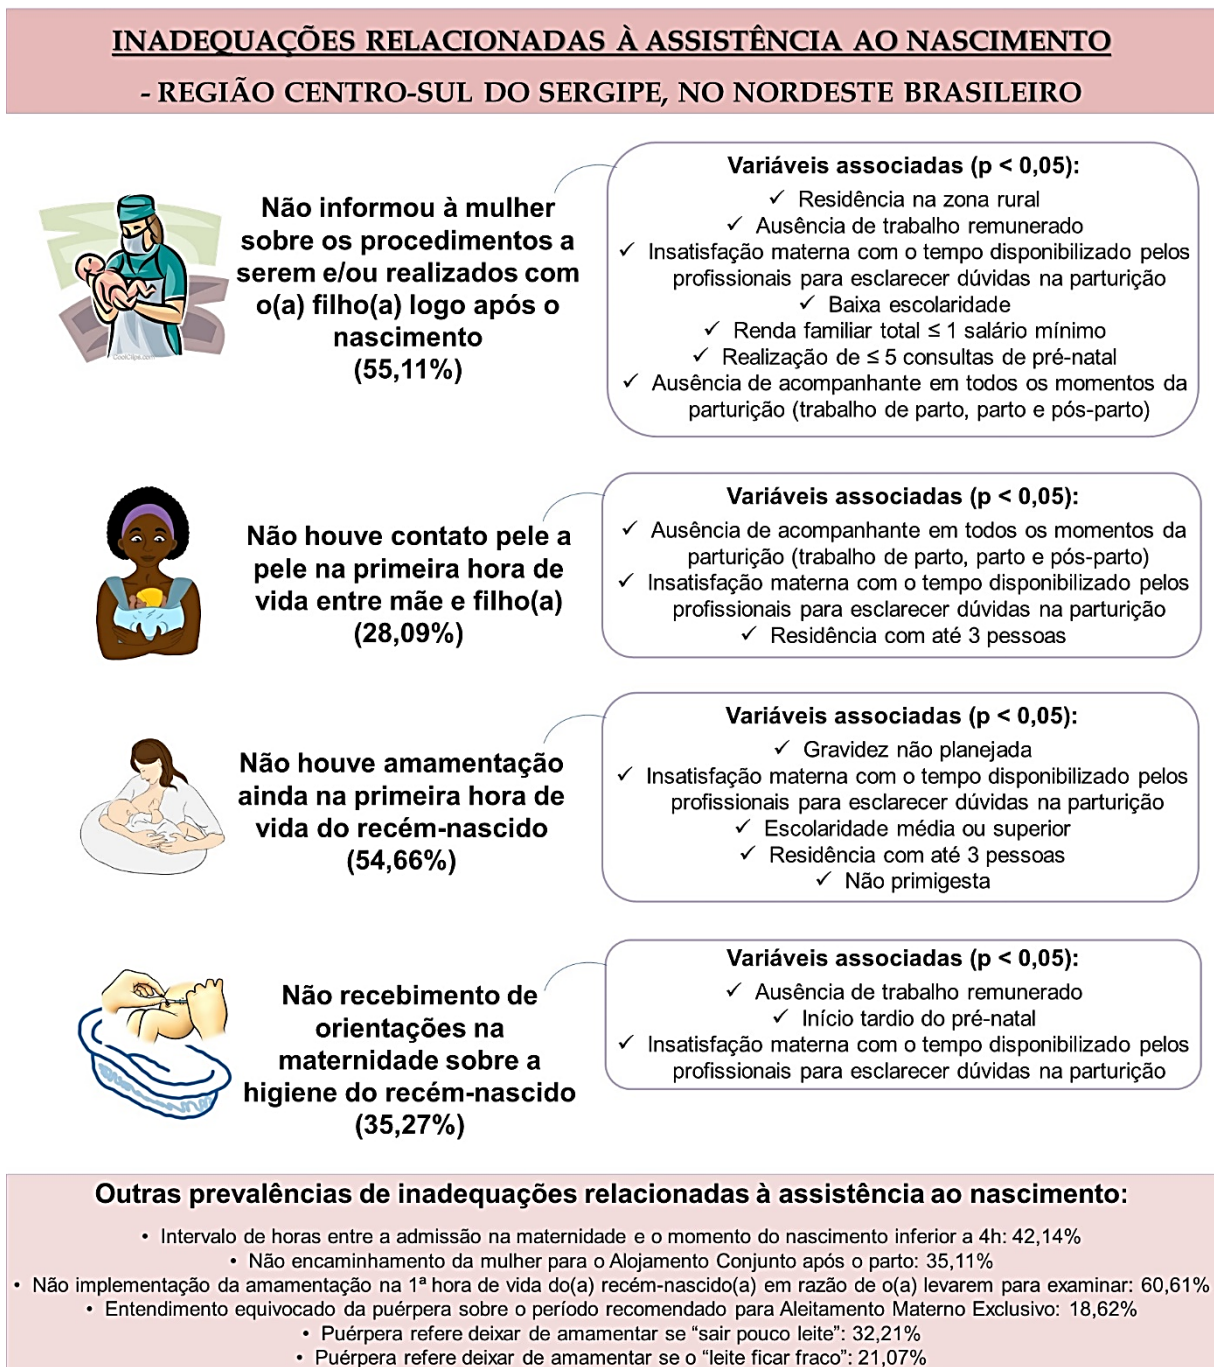 INADEQUAÇÕES RELACIONADAS À ASSISTÊNCIA AO NASCIMENTO
- REGIÃO CENTRO-SUL DO SERGIPE, NO NORDESTE BRASILEIRO
CoolClips.com
Não informou à mulher
sobre os procedimentos a
serem e/ou realizados com
o(a) filho(a) logo após o
nascimento
(55,11%)
Variáveis associadas (p < 0,05):
✓ Residência na zona rural
✓ Ausência de trabalho remunerado
✓ Insatisfação materna com o tempo disponibilizado pelos
profissionais para esclarecer dúvidas na parturição
✓ Baixa escolaridade
✓ Renda familiar total ≤ 1 salário mínimo
✓ Realização de ≤ 5 consultas de pré-natal
✓ Ausência de acompanhante em todos os momentos da
parturição (trabalho de parto, parto e pós-parto)
Não houve contato pele a
pele na primeira hora de
vida entre mãe e filho(a)
(28,09%)
Variáveis associadas (p < 0,05):
✓ Ausência de acompanhante em todos os momentos da
parturição (trabalho de parto, parto e pós-parto)
✓ Insatisfação materna com o tempo disponibilizado pelos
profissionais para esclarecer dúvidas na parturição
✓ Residência com até 3 pessoas
Não houve amamentação
ainda na primeira hora de
vida do recém-nascido
(54,66%)
Variáveis associadas (p < 0,05):
✓ Gravidez não planejada
✓ Insatisfação materna com o tempo disponibilizado pelos
profissionais para esclarecer dúvidas na parturição
✓ Escolaridade média ou superior
✓ Residência com até 3 pessoas
✓ Não primigesta
Não recebimento de
orientações na
maternidade sobre a
higiene do recém-nascido
(35,27%)
Variáveis associadas (p < 0,05):
✓ Ausência de trabalho remunerado
✓ Início tardio do pré-natal
✓ Insatisfação materna com o tempo disponibilizado pelos
profissionais para esclarecer dúvidas na parturição
Outras prevalências de inadequações relacionadas à assistência ao nascimento:
• Intervalo de horas entre a admissão na maternidade e o momento do nascimento inferior a 4h: 42,14%
• Não encaminhamento da mulher para o Alojamento Conjunto após o parto: 35,11%
• Não implementação da amamentação na 1ª hora de vida do(a) recém-nascido(a) em razão de o(a) levarem para examinar: 60,61%
• Entendimento equivocado da puérpera sobre o período recomendado para Aleitamento Materno Exclusivo: 18,62%
• Puérpera refere deixar de amamentar se “sair pouco leite”: 32,21%
• Puérpera refere deixar de amamentar se o “leite ficar fraco”: 21,07%